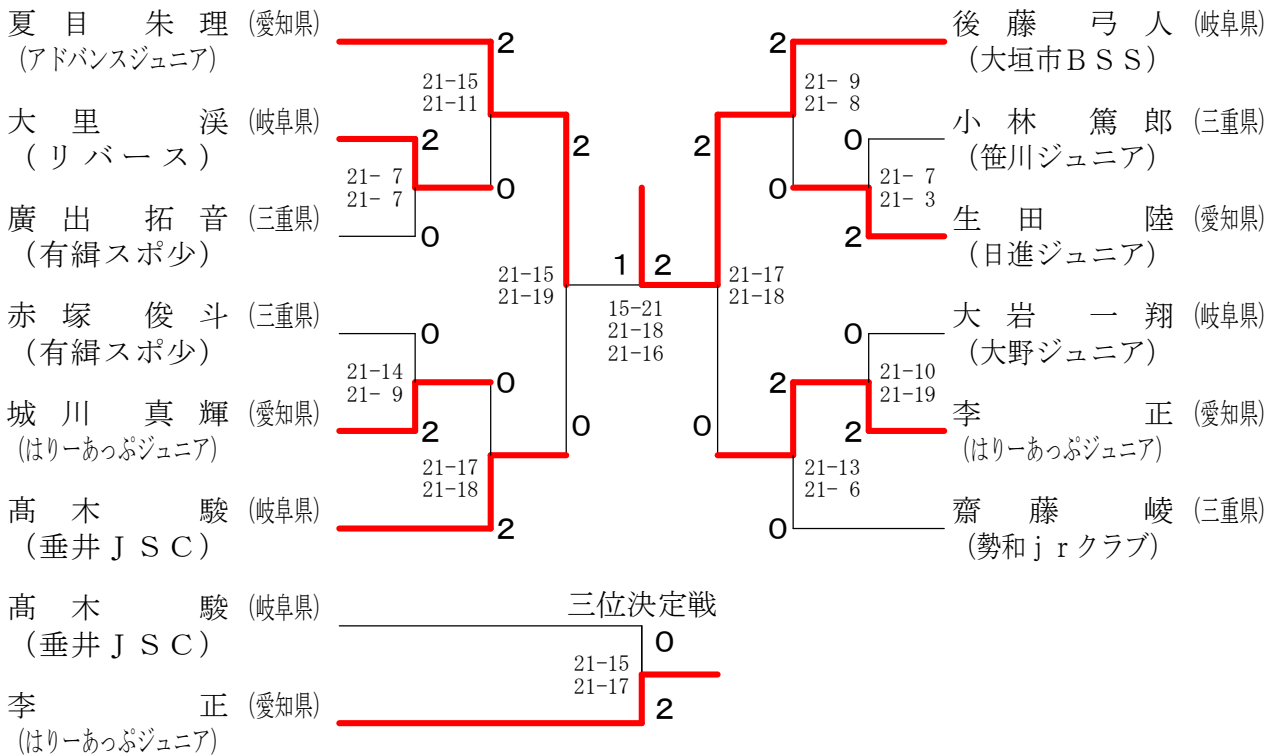 夏目 朱理 (愛知県)
(アドバンスジュニア)
2
21-15
21-11
大里 渓 (岐阜県)
(リバース)
2
21- 7
21- 7
0
廣出 拓音 (三重県)
(有緝スポ少)
0
2
21-15
21-19
赤塚 俊斗 (三重県)
(有緝スポ少)
0
21-14
21- 9
0
城川 真輝 (愛知県)
(はりーあっぷジュニア)
2
21-17
21-18
0
髙木 駿 (岐阜県)
(垂井JSC)
2
1 2
15-21
21-18
21-16
後藤 弓人 (岐阜県)
(大垣市BSS)
2
21- 9
21- 8
小林 篤郎 (三重県)
(笹川ジュニア)
0
21- 7
21- 3
0
生田 陸 (愛知県)
(日進ジュニア)
2
2
21-17
21-18
大岩 一翔 (岐阜県)
(大野ジュニア)
0
21-10
21-19
2
李 正 (愛知県)
(はりーあっぷジュニア)
2
21-13
21- 6
0
齋藤 崚 (三重県)
(勢和jrクラブ)
0
髙木 駿 (岐阜県)
(垂井JSC)
三位決定戦
0
21-15
21-17
2
李 正 (愛知県)
(はりーあっぷジュニア)